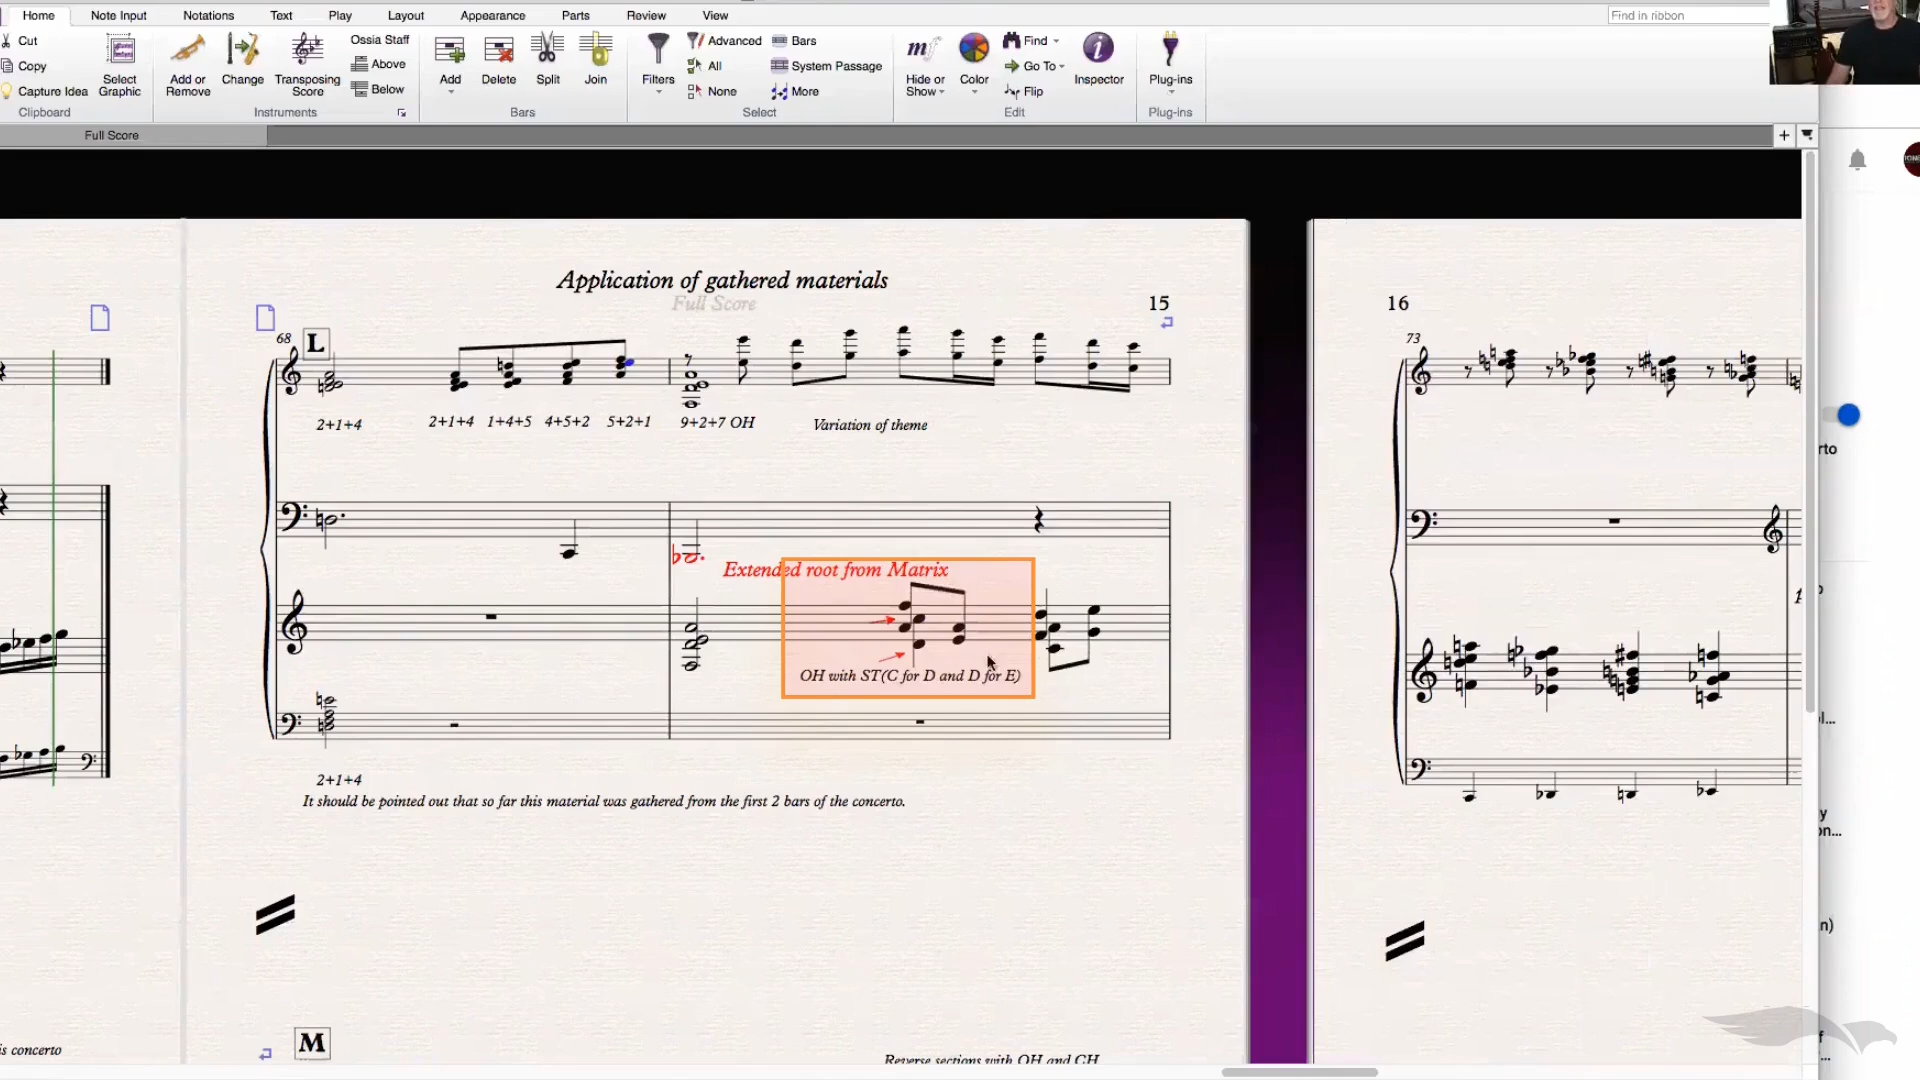 Home Note Input Notations Text Play Layout Appearance Parts Review View Find in ribbon
Cut
Copy
Capture Idea
Clipboard
Select Graphic
Add or Remove
Change
Transposing Score
Ossia Staff
Above
Below
Instruments
Add
Delete
Split
Join
Bars
Filters
Advanced
All
None
Bars
System Passage
More
Select
mf
Hide or Show
Color
Find
Go To
Flip
Inspector
Edit
Plug-ins
Plug-ins
Full Score
Application of gathered materials
Full Score
15
16
68
L
73
2+1+4 2+1+4 1+4+5 4+5+2 5+2+1 9+2+7 OH Variation of theme
Extended root from Matrix
OH with ST(C for D and D for E)
2+1+4
It should be pointed out that so far this material was gathered from the first 2 bars of the concerto.
M
is concerto
Reverse sections with OH and CH
rto